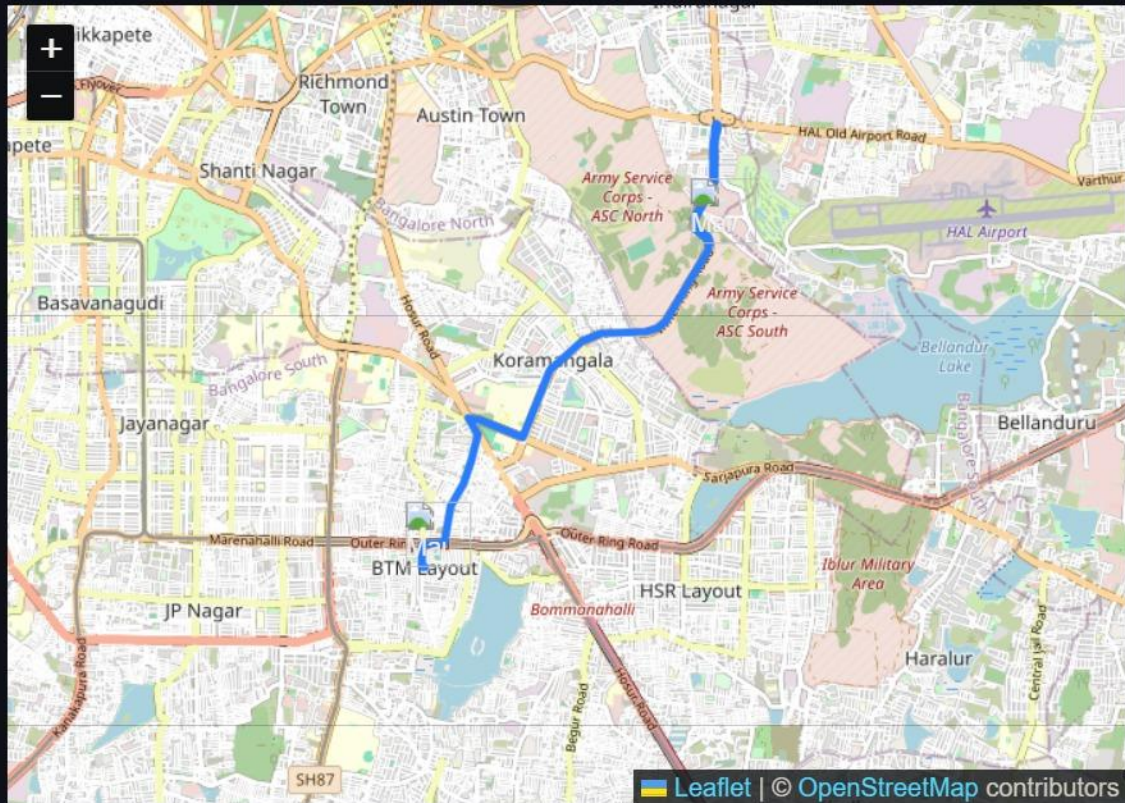 +
−
Richmond
Town
Austin Town
HAL Old Airport Road
Shanti Nagar
Army Service
Corps -
ASC North
Varthur
Bangalore North
HAL Airport
Basavanagudi
Hosur Road
Army Service
Corps -
ASC South
Koramangala
Bellandur
Lake
Bangalore South
Jayanagar
Bellanduru
Sarjapura Road
Marenahalli Road
Outer Ring Road
BTM Layout
HSR Layout
Iblur Military
Area
JP Nagar
Bommanahalli
Haralur
Kanakapura Road
Hosur Road
Begur Road
Central Jail Road
SH87
Leaflet | © OpenStreetMap contributors